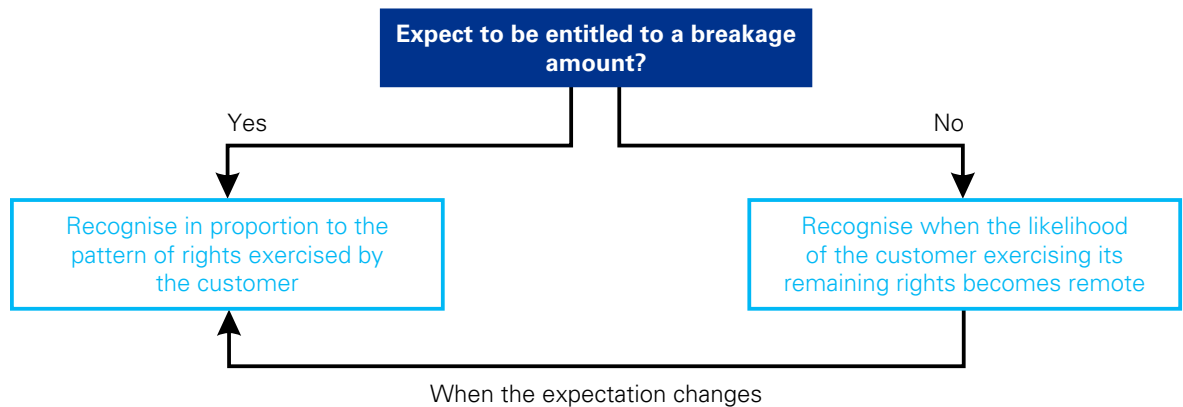 Expect to be entitled to a breakage
amount?
Yes
No
Recognise in proportion to the
pattern of rights exercised by
the customer
Recognise when the likelihood
of the customer exercising its
remaining rights becomes remote
When the expectation changes